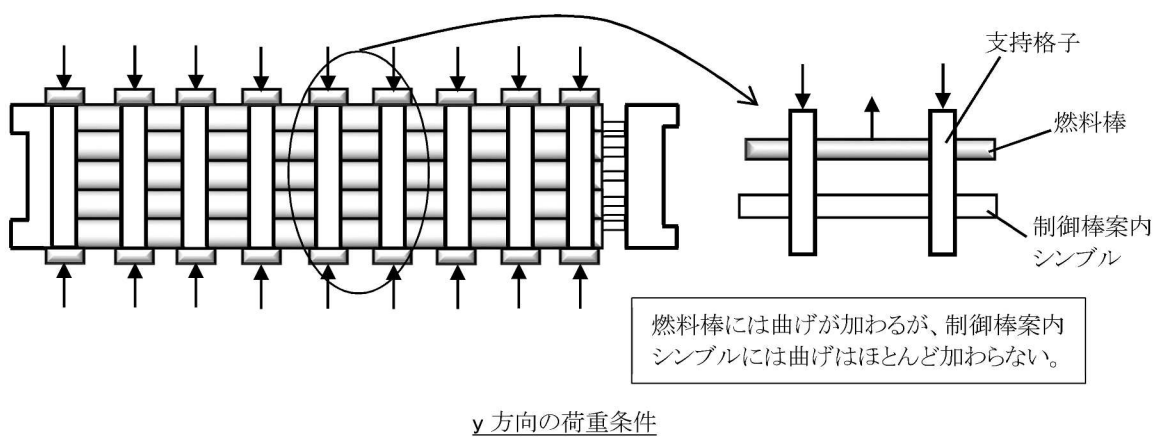 支持格子
燃料棒
制御棒案内
シンブル
燃料棒には曲げが加わるが、制御棒案内
シンブルには曲げはほとんど加わらない。
y 方向の荷重条件